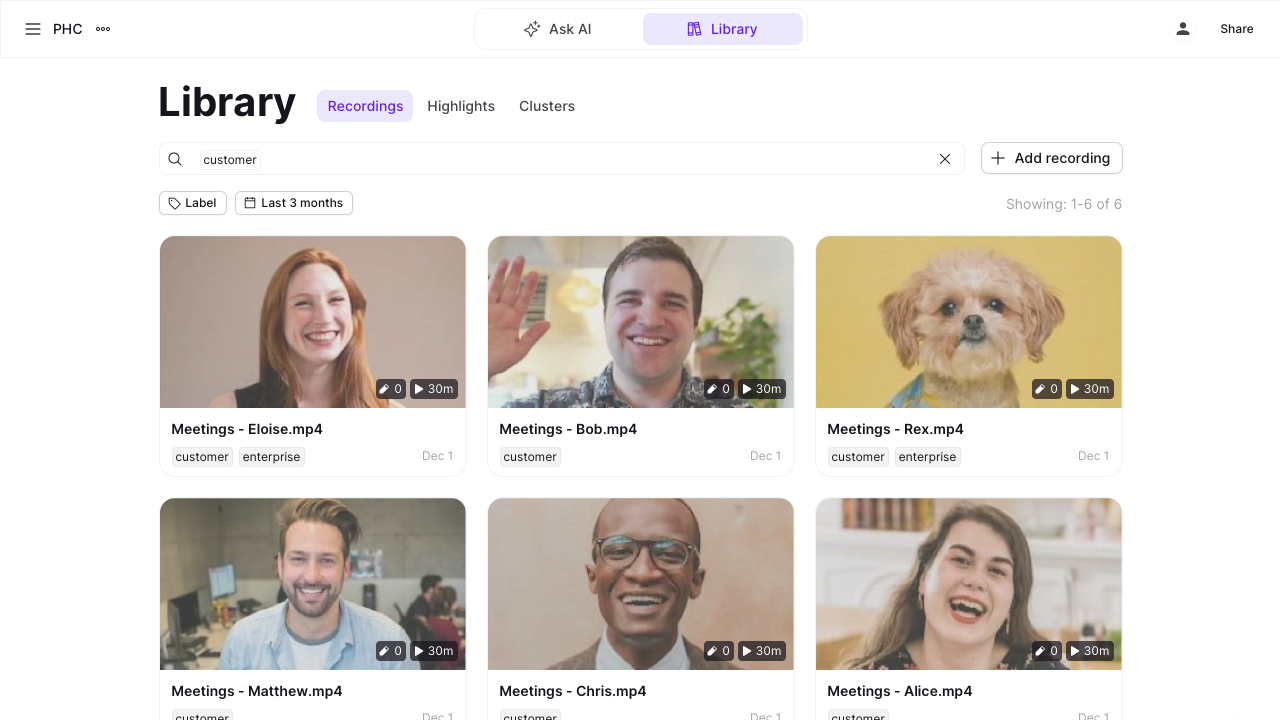 PHC
Ask AI
Library
Share
Library
Recordings
Highlights
Clusters
customer
Add recording
Label
Last 3 months
Showing: 1-6 of 6
0
30m
0
30m
0
30m
Meetings - Eloise.mp4
Meetings - Bob.mp4
Meetings - Rex.mp4
customer enterprise Dec 1
customer Dec 1
customer enterprise Dec 1
0
30m
0
30m
0
30m
Meetings - Matthew.mp4
Meetings - Chris.mp4
Meetings - Alice.mp4
customer Dec 1
customer Dec 1
customer Dec 1